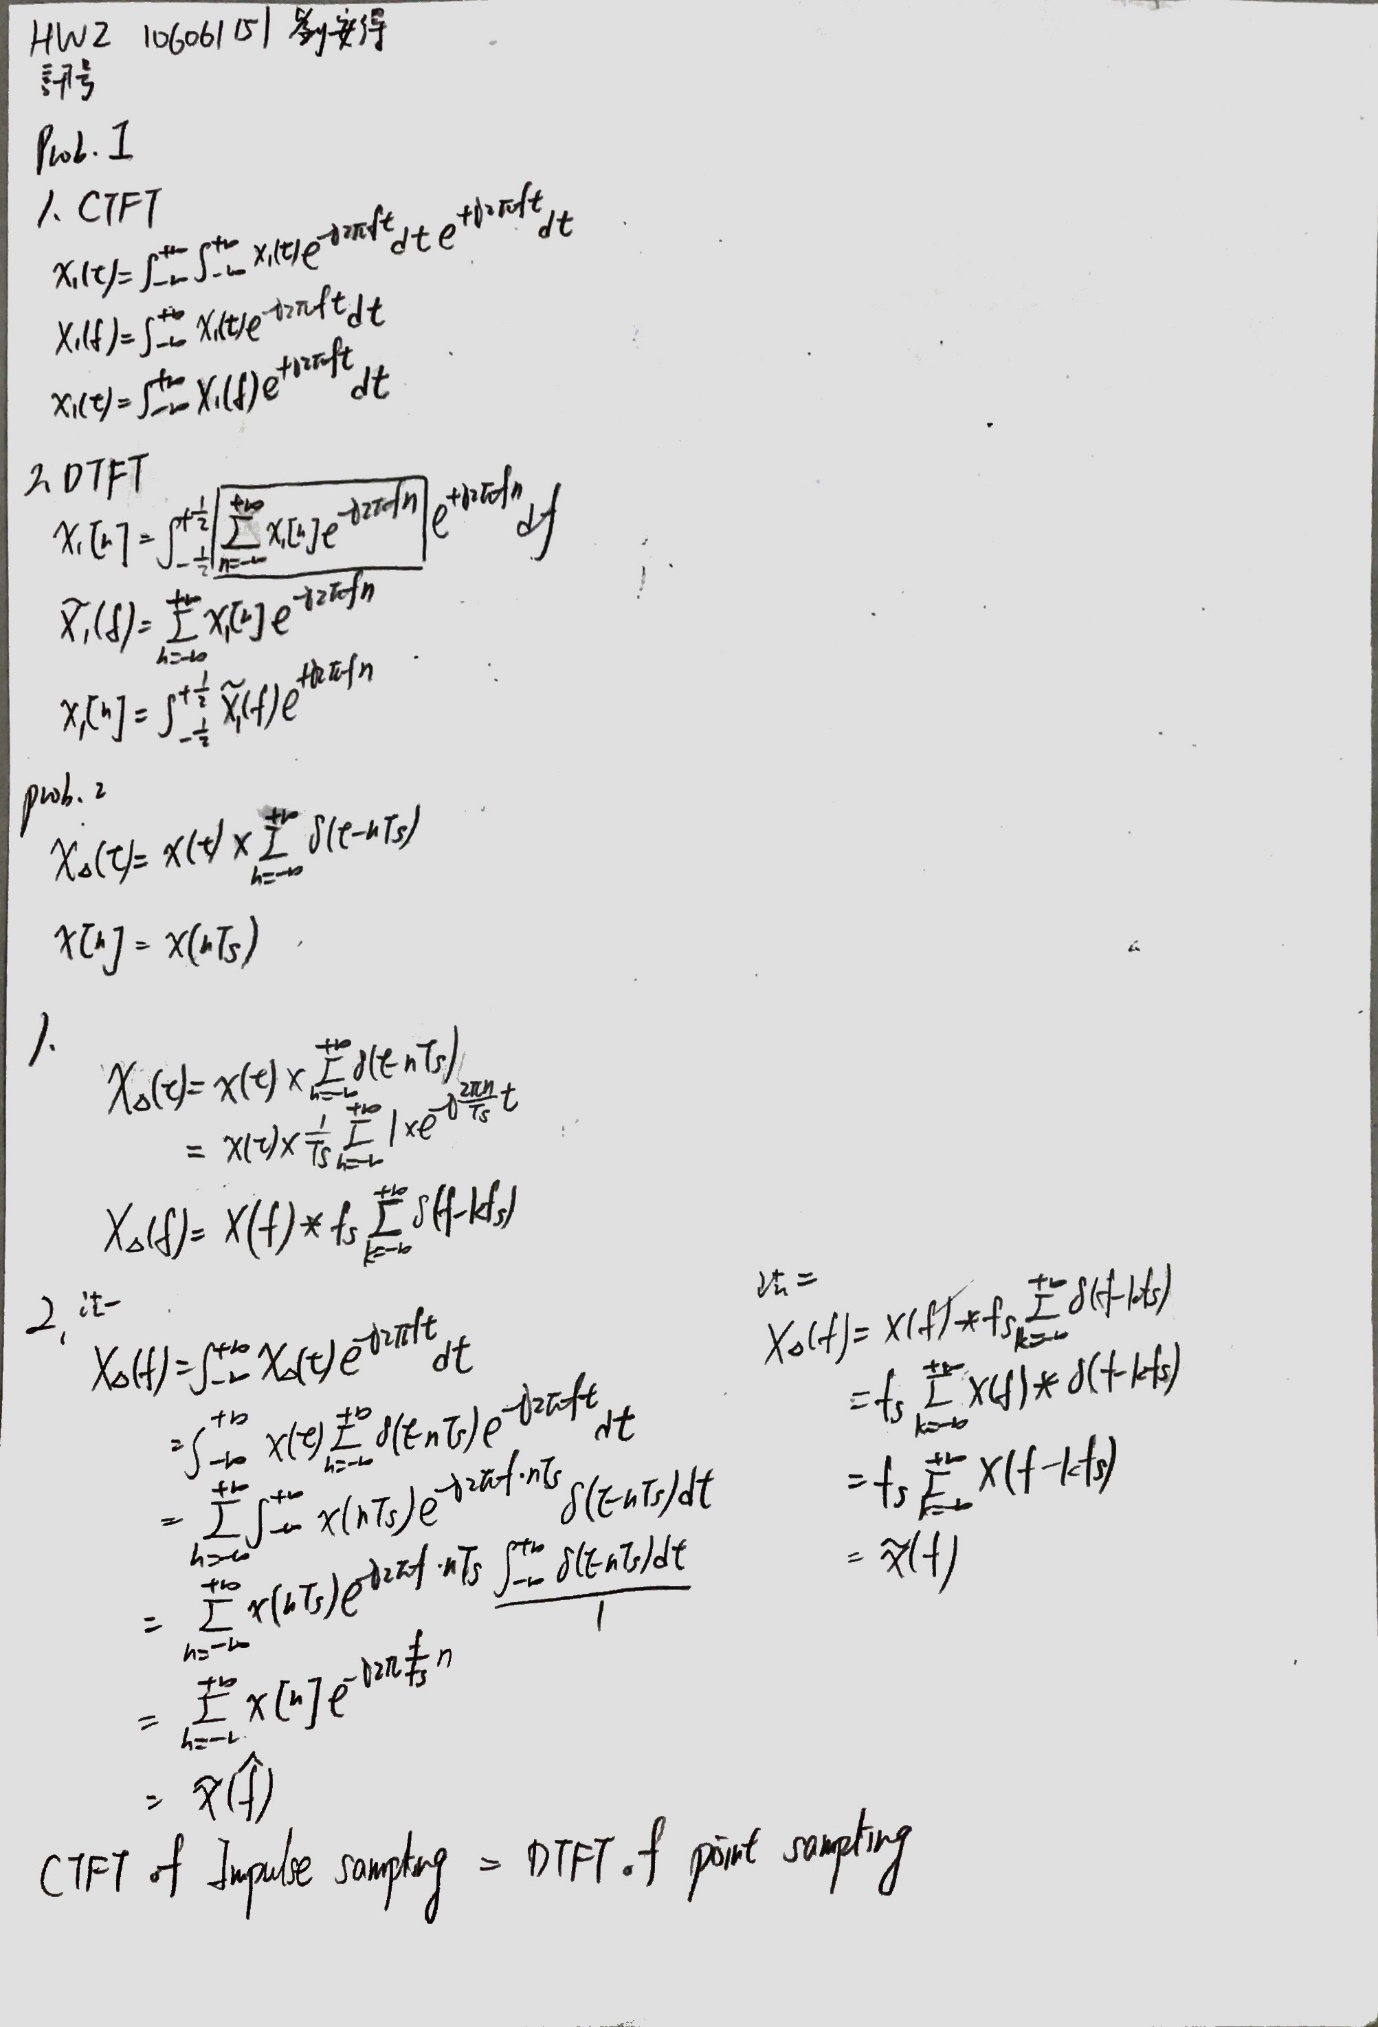 HW2 106061151 劉安得
訊号
Prob. I
1. CTFT
x₁(t)=∫_{-∞}^{+∞}∫_{-∞}^{+∞} x₁(t)e^{-j2πft}dt e^{+j2πft}dt
X₁(f)=∫_{-∞}^{+∞} x₁(t)e^{-j2πft}dt
x₁(t)=∫_{-∞}^{+∞} X₁(f)e^{+j2πft}dt
2. DTFT
x₁[n]=∫_{-1/2}^{+1/2} Σ_{n=-∞}^{+∞} x₁[n]e^{-j2πfn} e^{+j2πfn}df
X̃₁(f)=Σ_{n=-∞}^{+∞} x₁[n]e^{-j2πfn}
x₁[n]=∫_{-1/2}^{+1/2} X̃₁(f)e^{+j2πfn}
prob. 2
X_Δ(t)=x(t)×Σ_{n=-∞}^{+∞} δ(t-nTs)
x[n]=x(nTs)
1.
X_Δ(t)=x(t)×Σ_{n=-∞}^{+∞} δ(t-nTs)
=x(t)×1/Ts Σ_{n=-∞}^{+∞} 1×e^{-j(2πn/Ts)t}
X_Δ(f)=X(f)*fs Σ_{k=-∞}^{+∞} δ(f-kfs)
2. 法一
X_Δ(f)=∫_{-∞}^{+∞} X_Δ(t)e^{-j2πft}dt
=∫_{-∞}^{+∞} x(t)Σ_{n=-∞}^{+∞} δ(t-nTs)e^{-j2πft}dt
=Σ_{n=-∞}^{+∞}∫_{-∞}^{+∞} x(nTs)e^{-j2πf·nTs} δ(t-nTs)dt
=Σ_{n=-∞}^{+∞} x(nTs)e^{-j2πf·nTs} ∫_{-∞}^{+∞} δ(t-nTs)dt
1
=Σ_{n=-∞}^{+∞} x[n]e^{-j2π(f/fs)n}
=X̃(f̂)
法二
X_Δ(f)=X(f)*fs Σ_{k=-∞}^{+∞} δ(f-kfs)
=fs Σ_{k=-∞}^{+∞} X(f)*δ(f-kfs)
=fs Σ_{k=-∞}^{+∞} X(f-kfs)
=X̃(f)
CTFT of Impulse sampling = DTFT of point sampling